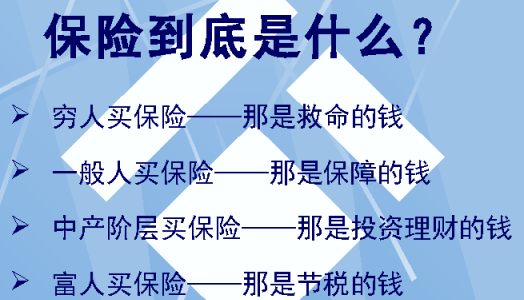 保险到底是什么？
穷人买保险——那是救命的钱
一般人买保险——那是保障的钱
中产阶层买保险——那是投资理财的钱
富人买保险——那是节税的钱